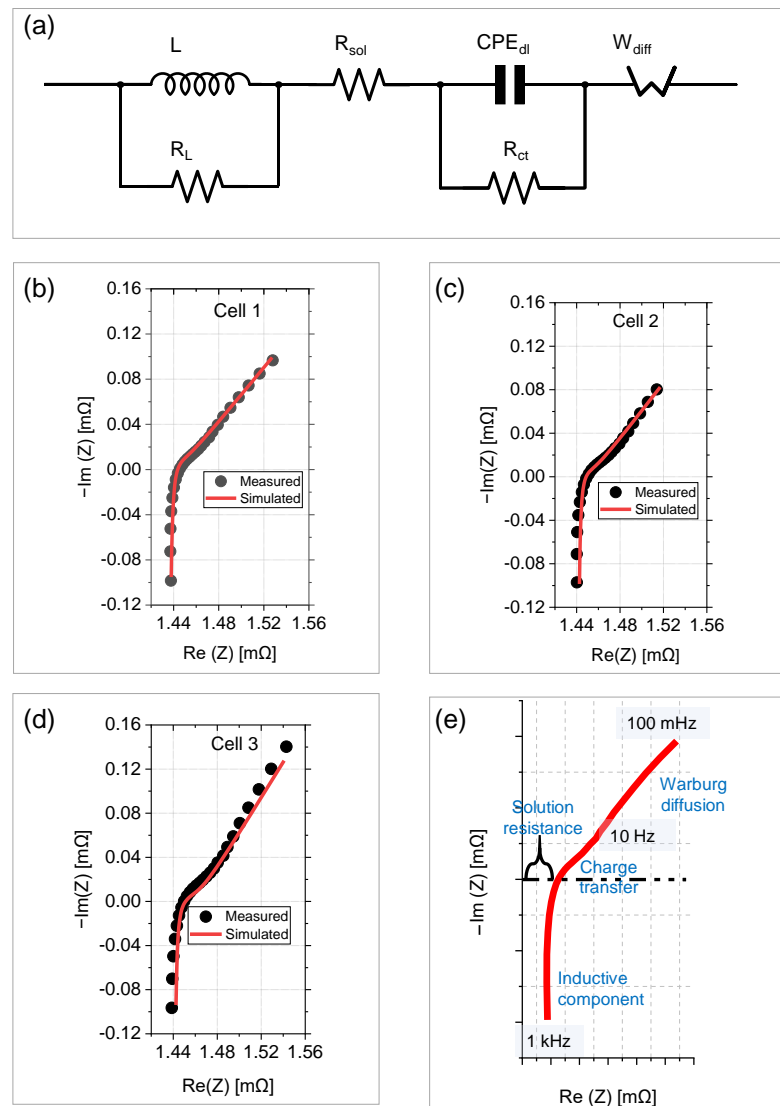 (a)
L
R_sol
CPE_dl
W_diff
R_L
R_ct
(b)
Cell 1
0.16
0.12
0.08
0.04
0.00
-0.04
-0.08
-0.12
−Im (Z) [mΩ]
Measured
Simulated
1.44 1.48 1.52 1.56
Re (Z) [mΩ]
(c)
Cell 2
0.16
0.12
0.08
0.04
0.00
-0.04
-0.08
-0.12
−Im(Z) [mΩ]
Measured
Simulated
1.44 1.48 1.52 1.56
Re(Z) [mΩ]
(d)
Cell 3
0.16
0.12
0.08
0.04
0.00
-0.04
-0.08
-0.12
−Im(Z) [mΩ]
Measured
Simulated
1.44 1.48 1.52 1.56
Re(Z) [mΩ]
(e)
100 mHz
Warburg
diffusion
Solution
resistance
10 Hz
Charge
transfer
Inductive
component
1 kHz
−Im (Z) [mΩ]
Re (Z) [mΩ]